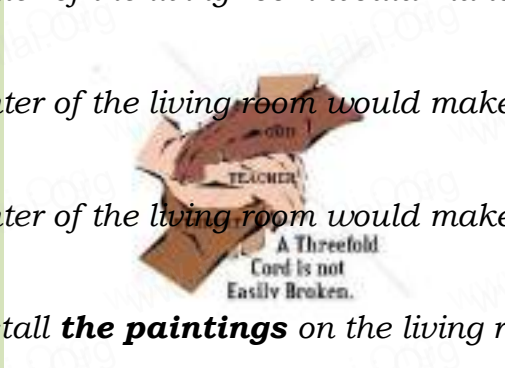 ter of the living room would make
GOD
TEACHER
ter of the living room would make
A Threefold
Cord is not
Easily Broken.
tall the paintings on the living